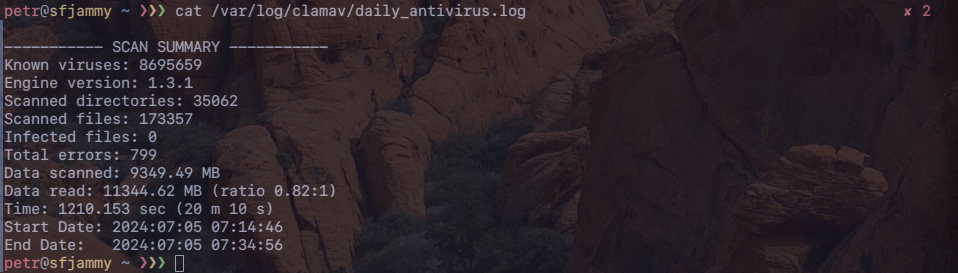 petr@sfjammy ~ ❯❯❯ cat /var/log/clamav/daily_antivirus.log ✘ 2
----------- SCAN SUMMARY -----------
Known viruses: 8695659
Engine version: 1.3.1
Scanned directories: 35062
Scanned files: 173357
Infected files: 0
Total errors: 799
Data scanned: 9349.49 MB
Data read: 11344.62 MB (ratio 0.82:1)
Time: 1210.153 sec (20 m 10 s)
Start Date: 2024:07:05 07:14:46
End Date:   2024:07:05 07:34:56
petr@sfjammy ~ ❯❯❯